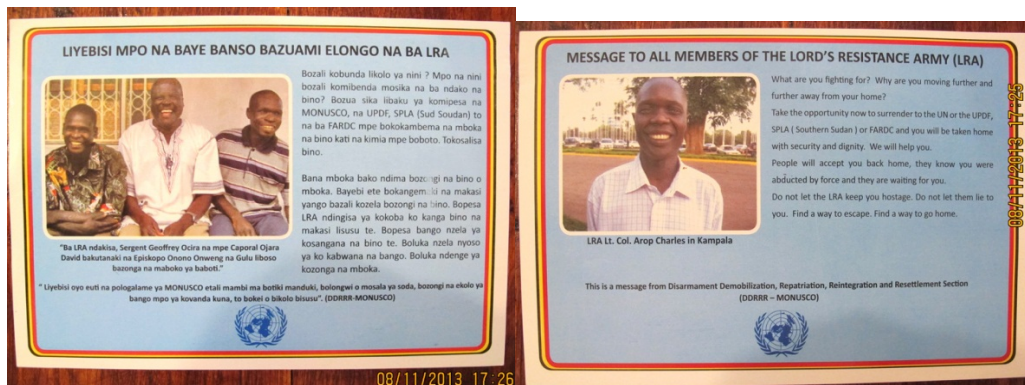 LIYEBISI MPO NA BAYE BANSO BAZUAMI ELONGO NA BA LRA
Bozali kobunda likolo ya nini ? Mpo na nini
bozali komibenda mosika na ba ndako na
bino? Bozua sika libaku ya komipesa na
MONUSCO, na UPDF, SPLA (Sud Soudan) to
na ba FARDC mpe bokokambema na mboka
na bino kati na kimia mpe boboto. Tokosalisa
bino.
Bana mboka bako ndima bozongi na bino o
mboka. Bayebi ete bokangemaki na makasi
yango bazali kozela bozongi na bino. Bopesa
LRA ndingisa ya kokoba ko kanga bino na
makasi lisusu te. Bopesa bango nzela ya
kosangana na bino te. Boluka nzela nyoso
ya ko kabwana na bango. Boluka ndenge ya
kozonga na mboka.
"Ba LRA ndakisa, Sergent Geoffrey Ocira na mpe Caporal Ojara
David bakutanaki na Episkopo Onono Onweng na Gulu liboso
bazonga na maboko ya baboti."
" Liyebisi oyo euti na pologalame ya MONUSCO etali mambi ma botiki manduki, bolongwi o mosala ya soda, bozongi na ekolo ya
bango mpo ya kovanda kuna, to bokei o bikolo bisusu". (DDRRR-MONUSCO)
08/11/2013 17:26
MESSAGE TO ALL MEMBERS OF THE LORD'S RESISTANCE ARMY (LRA)
What are you fighting for? Why are you moving further and
further away from your home?
Take the opportunity now to surrender to the UN or the UPDF,
SPLA ( Southern Sudan ) or FARDC and you will be taken home
with security and dignity. We will help you.
People will accept you back home, they know you were
abducted by force and they are waiting for you.
Do not let the LRA keep you hostage. Do not let them lie to
you. Find a way to escape. Find a way to go home.
LRA Lt. Col. Arop Charles in Kampala
This is a message from Disarmament Demobilization, Repatriation, Reintegration and Resettlement Section
(DDRRR – MONUSCO)
08/11/2013 17:25